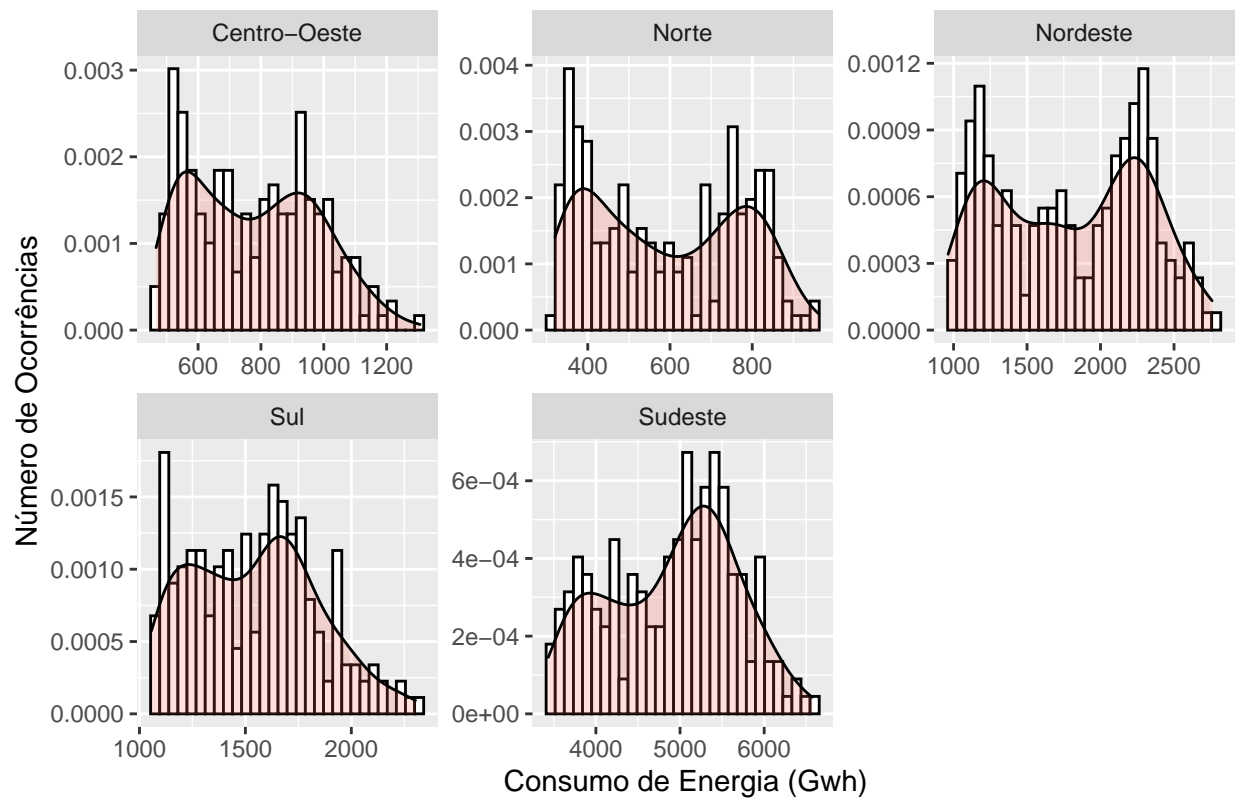 Centro−Oeste
Norte
Nordeste
0.000
0.001
0.002
0.003
600 800 1000 1200
0.000
0.001
0.002
0.003
0.004
400 600 800
0.0000
0.0003
0.0006
0.0009
0.0012
1000 1500 2000 2500
Sul
Sudeste
0.0000
0.0005
0.0010
0.0015
1000 1500 2000
0e+00
2e−04
4e−04
6e−04
4000 5000 6000
Consumo de Energia (Gwh)
Número de Ocorrências